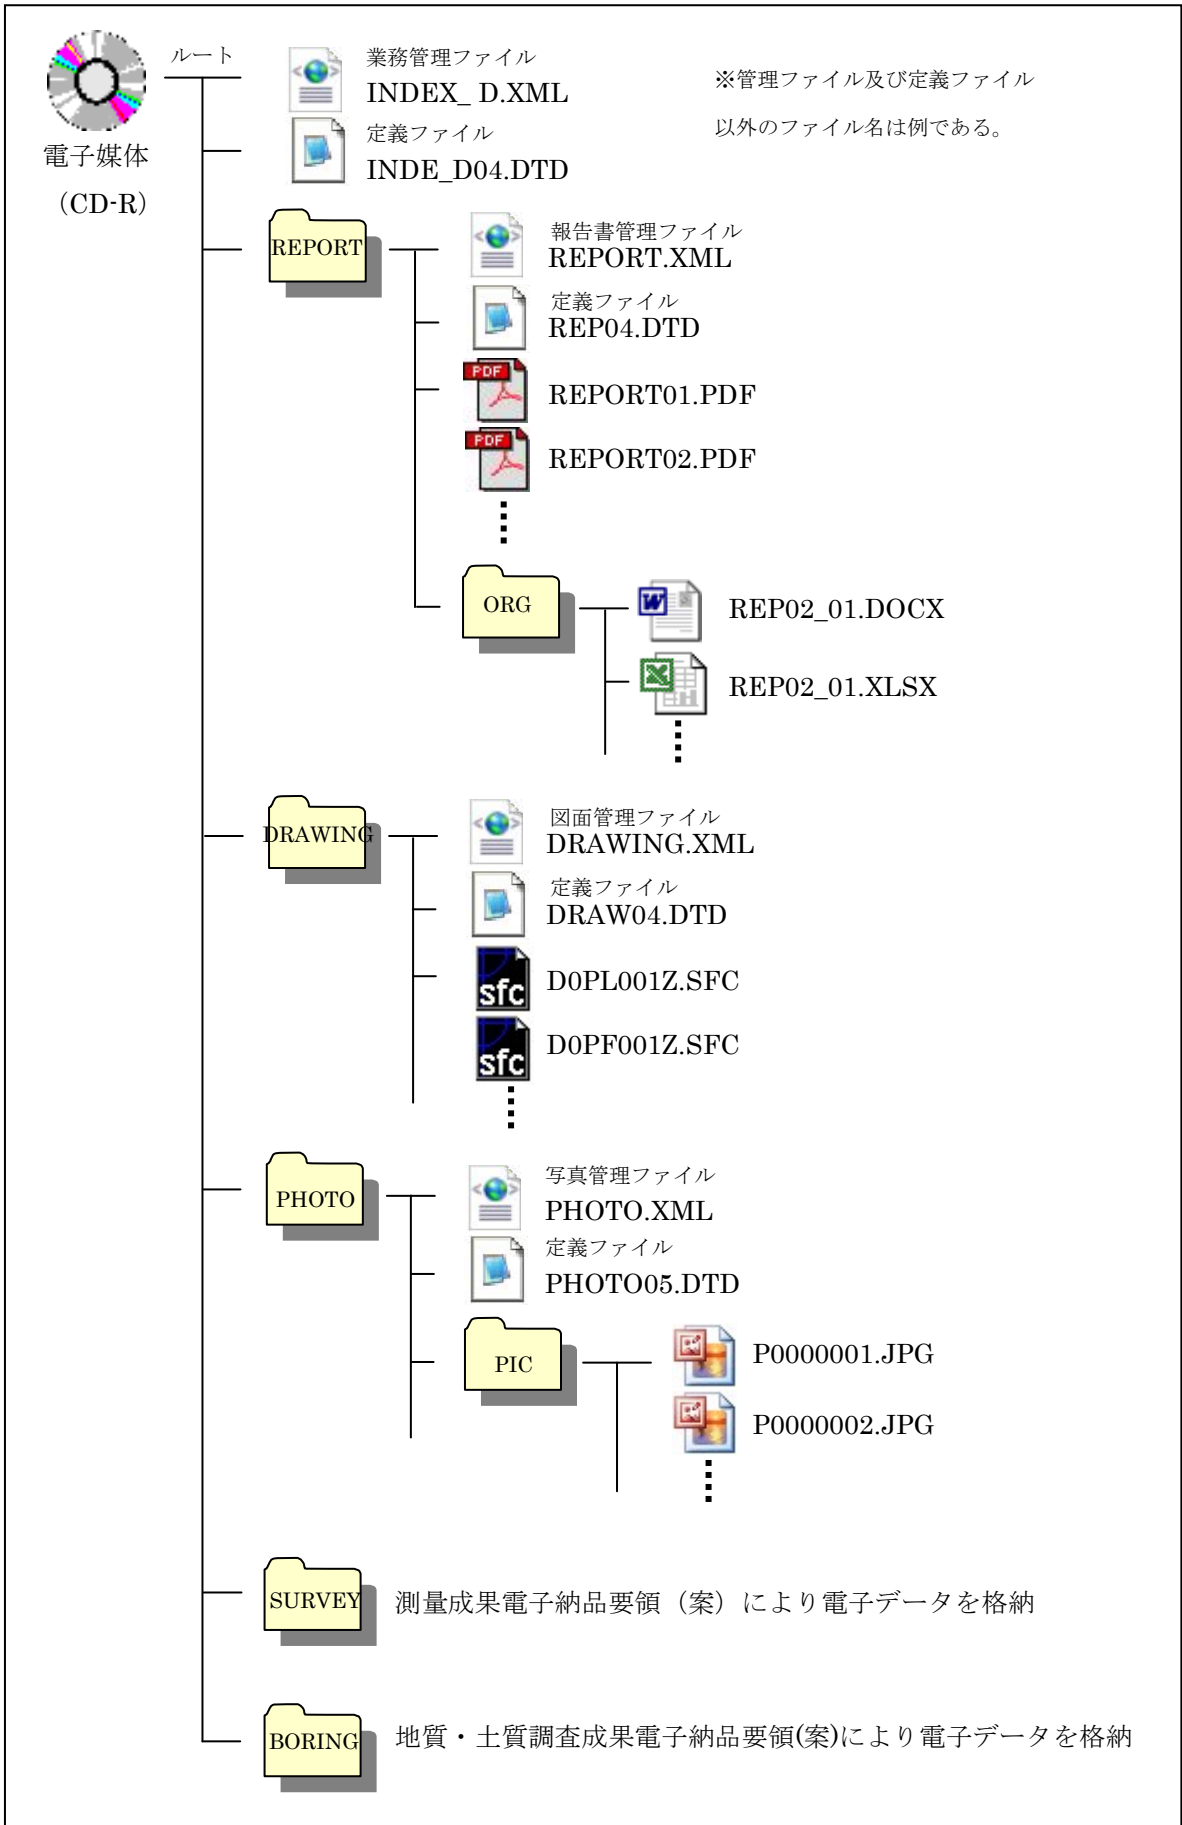 ルート
電子媒体
（CD-R）
業務管理ファイル
INDEX_ D.XML
※管理ファイル及び定義ファイル
以外のファイル名は例である。
定義ファイル
INDE_D04.DTD
REPORT
報告書管理ファイル
REPORT.XML
定義ファイル
REP04.DTD
PDF
REPORT01.PDF
PDF
REPORT02.PDF
ORG
W
REP02_01.DOCX
X
REP02_01.XLSX
DRAWING
図面管理ファイル
DRAWING.XML
定義ファイル
DRAW04.DTD
sfc
D0PL001Z.SFC
sfc
D0PF001Z.SFC
PHOTO
写真管理ファイル
PHOTO.XML
定義ファイル
PHOTO05.DTD
PIC
P0000001.JPG
P0000002.JPG
SURVEY
測量成果電子納品要領（案）により電子データを格納
BORING
地質・土質調査成果電子納品要領(案)により電子データを格納